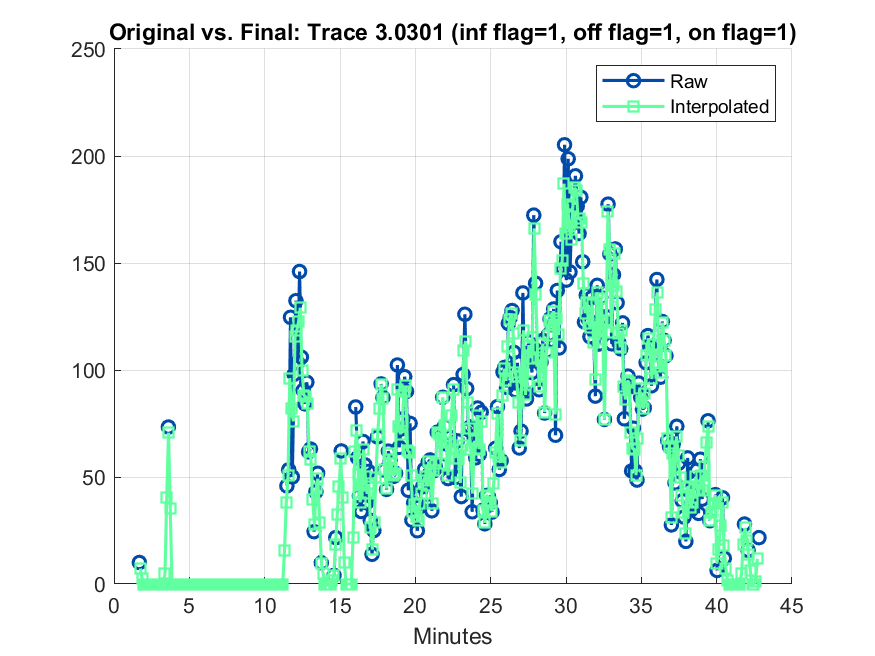 Original vs. Final: Trace 3.0301 (inf flag=1, off flag=1, on flag=1)
250
200
150
100
50
0
Raw
Interpolated
0 5 10 15 20 25 30 35 40 45
Minutes